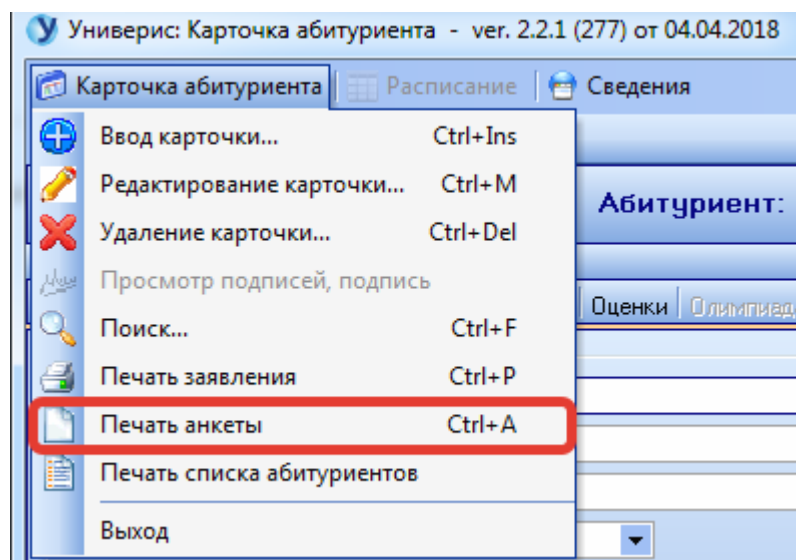 Универис: Карточка абитуриента - ver. 2.2.1 (277) от 04.04.2018
Карточка абитуриента Расписание Сведения
Ввод карточки... Ctrl+Ins
Редактирование карточки... Ctrl+M
Абитуриент:
Удаление карточки... Ctrl+Del
Просмотр подписей, подпись
Оценки
Поиск... Ctrl+F
Печать заявления Ctrl+P
Печать анкеты Ctrl+A
Печать списка абитуриентов
Выход